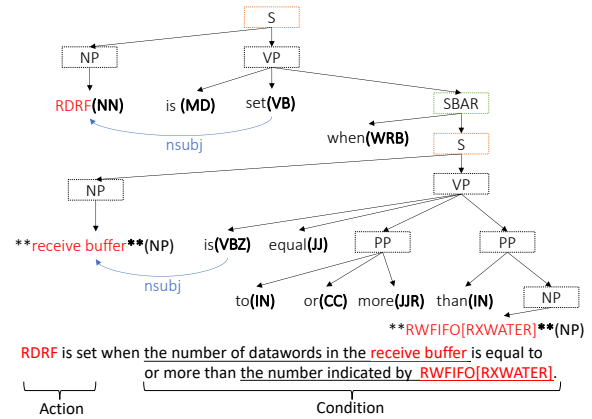 S
NP
VP
RDRF(NN)
is (MD)
set(VB)
SBAR
nsubj
when(WRB)
S
NP
VP
**receive buffer**(NP)
is(VBZ)
equal(JJ)
PP
PP
nsubj
to(IN)
or(CC)
more(JJR)
than(IN)
NP
**RWFIFO[RXWATER]**(NP)
RDRF is set when the number of datawords in the receive buffer is equal to
or more than the number indicated by RWFIFO[RXWATER].
Action
Condition